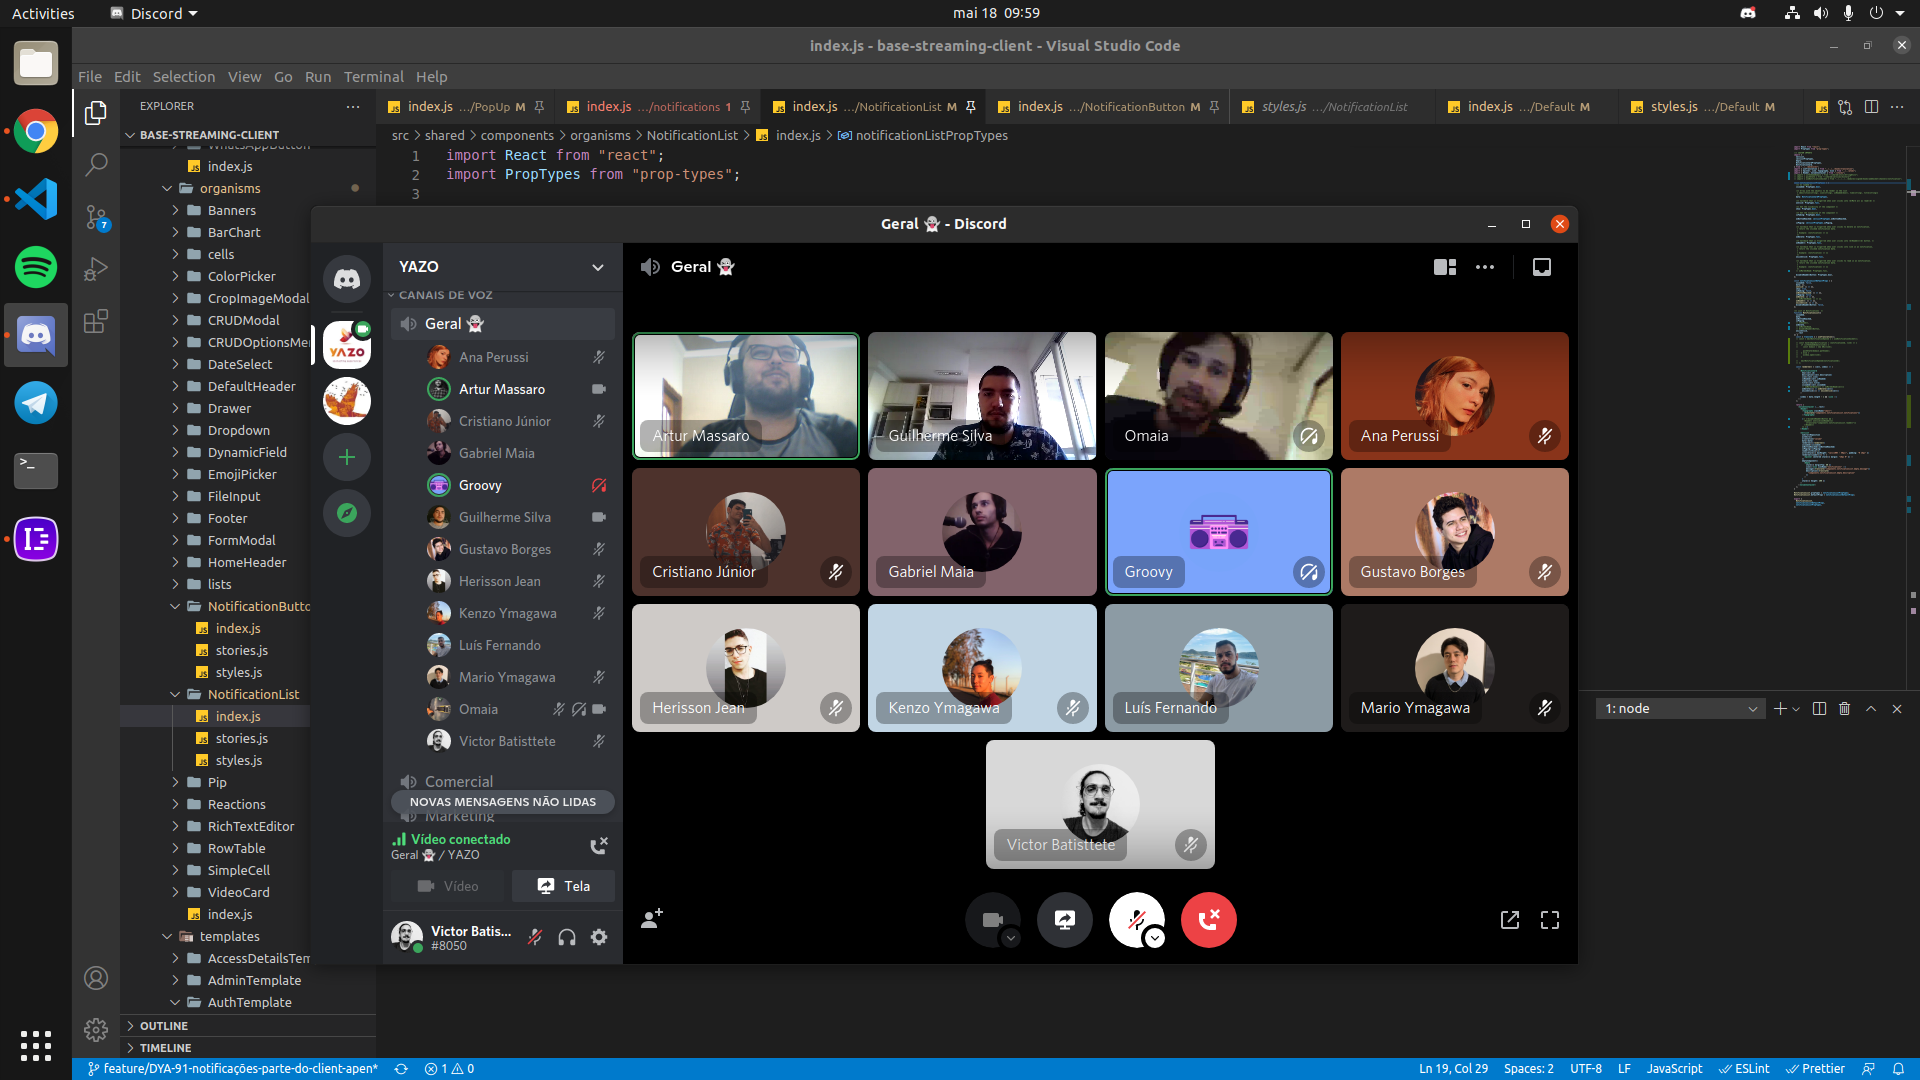 Activities
Discord
mai 18 09:59
index.js - base-streaming-client - Visual Studio Code
File Edit Selection View Go Run Terminal Help
EXPLORER
index.js .../PopUp M
index.js .../notifications 1
index.js .../NotificationList M
index.js .../NotificationButton M
styles.js .../NotificationList
index.js .../Default M
styles.js .../Default M
BASE-STREAMING-CLIENT
src > shared > components > organisms > NotificationList > index.js > notificationListPropTypes
1 import React from "react";
2 import PropTypes from "prop-types";
3
WhatsAppButton
index.js
organisms
Banners
BarChart
cells
ColorPicker
CropImageModal
CRUDModal
CRUDOptionsMe
DateSelect
DefaultHeader
Drawer
Dropdown
DynamicField
EmojiPicker
FileInput
Footer
FormModal
HomeHeader
lists
NotificationButto
index.js
stories.js
styles.js
NotificationList
index.js
stories.js
styles.js
Pip
Reactions
RichTextEditor
RowTable
SimpleCell
VideoCard
index.js
templates
AccessDetailsTem
AdminTemplate
AuthTemplate
OUTLINE
TIMELINE
7
Geral - Discord
YAZO
YAZO
CANAIS DE VOZ
Geral
Ana Perussi
Artur Massaro
Cristiano Júnior
Gabriel Maia
Groovy
Guilherme Silva
Gustavo Borges
Herisson Jean
Kenzo Ymagawa
Luís Fernando
Mario Ymagawa
Omaia
Victor Batisttete
Comercial
NOVAS MENSAGENS NÃO LIDAS
Marketing
Vídeo conectado
Geral / YAZO
Vídeo
Tela
Victor Batis...
#8050
Geral
Artur Massaro
Guilherme Silva
Omaia
Ana Perussi
Cristiano Júnior
Gabriel Maia
Groovy
Gustavo Borges
Herisson Jean
Kenzo Ymagawa
Luís Fernando
Mario Ymagawa
Victor Batisttete
1: node
feature/DYA-91-notificações-parte-do-client-apen*
1 0
Ln 19, Col 29
Spaces: 2
UTF-8
LF
JavaScript
ESLint
Prettier